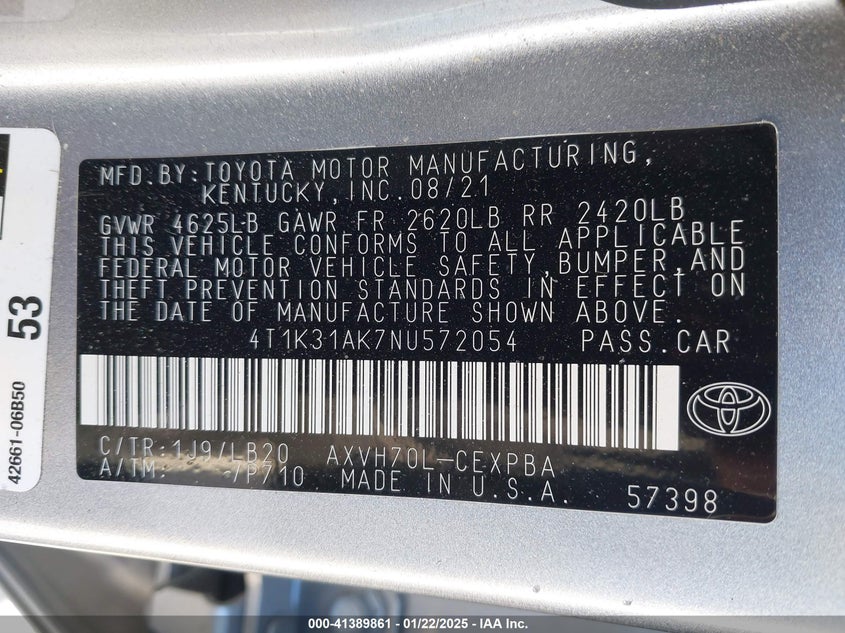 MFD.BY:TOYOTA MOTOR MANUFACTURING,
KENTUCKY,INC.08/21
GVWR 4625LB GAWR FR 2620LB RR 2420LB
THIS VEHICLE CONFORMS TO ALL APPLICABLE
FEDERAL MOTOR VEHICLE SAFETY,BUMPER,AND
THEFT PREVENTION STANDARDS IN EFFECT ON
THE DATE OF MANUFACTURE SHOWN ABOVE.
4T1K31AK7NU572054 PASS.CAR
C/TR:1J9/LB20 AXVH70L-CEXPBA
A/TM: -/P710 MADE IN U.S.A. 57398
53
42661-06B50
000-41389861 - 01/22/2025 - IAA Inc.